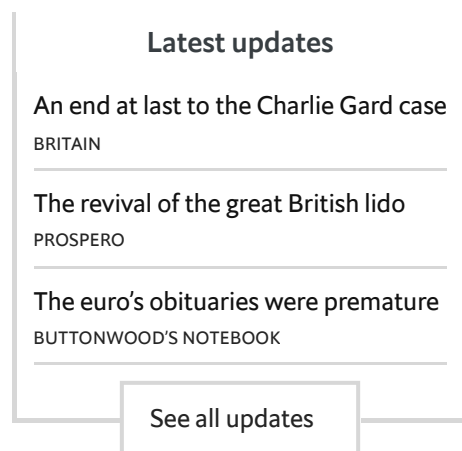 Latest updates
An end at last to the Charlie Gard case
BRITAIN
The revival of the great British lido
PROSPERO
The euro’s obituaries were premature
BUTTONWOOD’S NOTEBOOK
See all updates